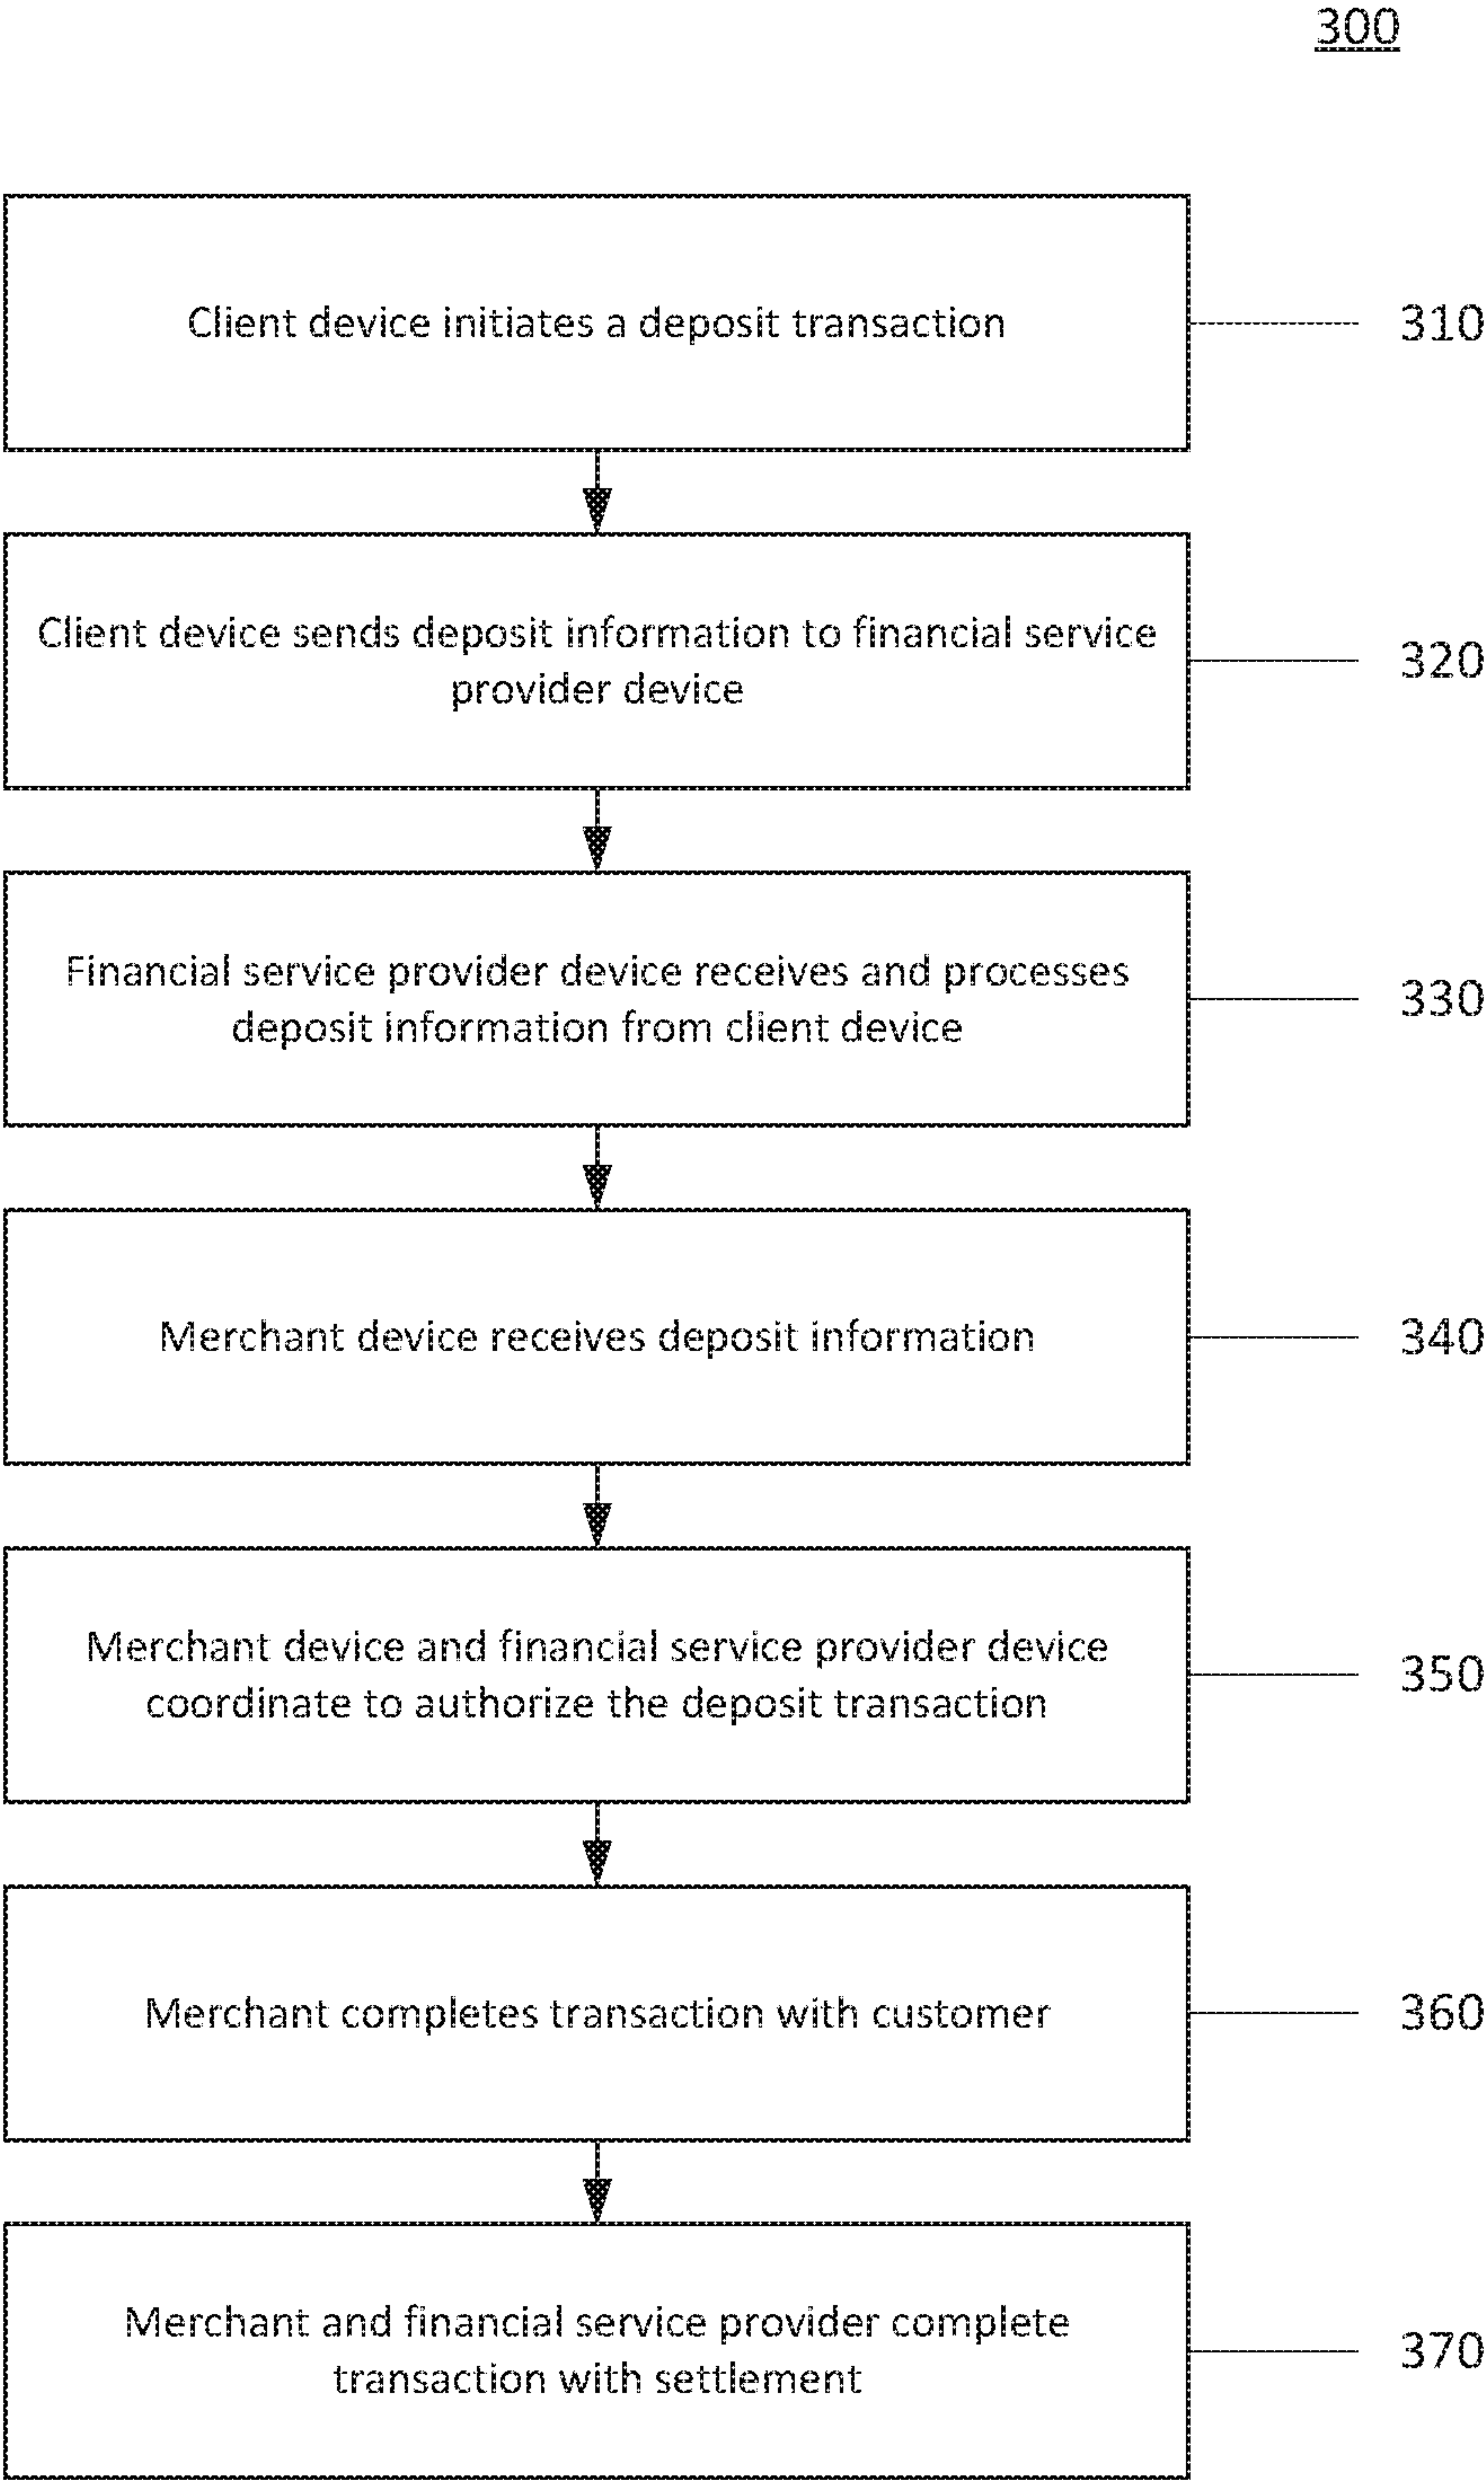 300
Client device initiates a deposit transaction
310
Client device sends deposit information to financial service
provider device
320
Financial service provider device receives and processes
deposit information from client device
330
Merchant device receives deposit information
340
Merchant device and financial service provider device
coordinate to authorize the deposit transaction
350
Merchant completes transaction with customer
360
Merchant and financial service provider complete
transaction with settlement
370